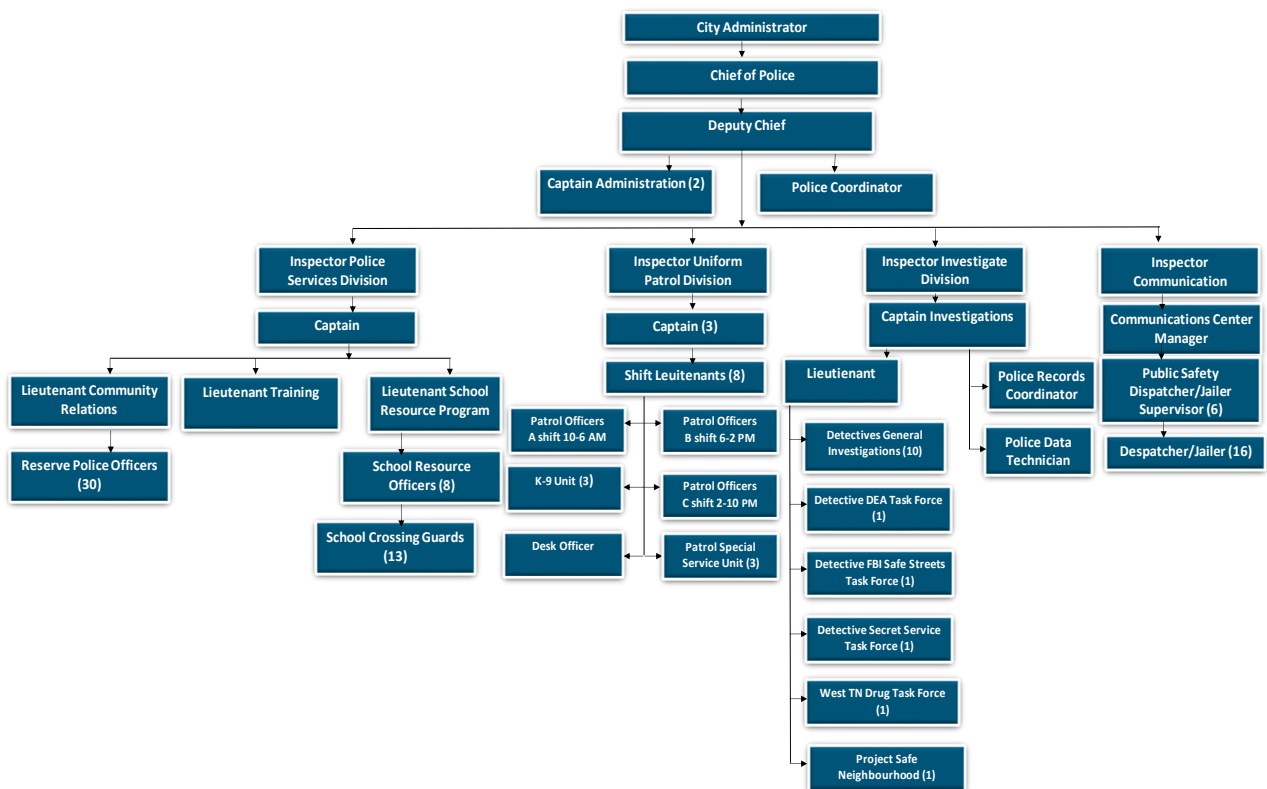 City Administrator
Chief of Police
Deputy Chief
Captain Administration (2)
Police Coordinator
Inspector Police
Services Division
Inspector Uniform
Patrol Division
Inspector Investigate
Division
Inspector
Communication
Captain
Captain (3)
Captain Investigations
Communications Center
Manager
Lieutenant Community
Relations
Lieutenant Training
Lieutenant School
Resource Program
Shift Leuitenants (8)
Lieutienant
Police Records
Coordinator
Public Safety
Dispatcher/Jailer
Supervisor (6)
Reserve Police Officers
(30)
School Resource
Officers (8)
School Crossing Guards
(13)
Patrol Officers
A shift 10-6 AM
Patrol Officers
B shift 6-2 PM
K-9 Unit (3)
Patrol Officers
C shift 2-10 PM
Desk Officer
Patrol Special
Service Unit (3)
Detectives General
Investigations (10)
Police Data
Technician
Despatcher/Jailer (16)
Detective DEA Task Force
(1)
Detective FBI Safe Streets
Task Force (1)
Detective Secret Service
Task Force (1)
West TN Drug Task Force
(1)
Project Safe
Neighbourhood (1)